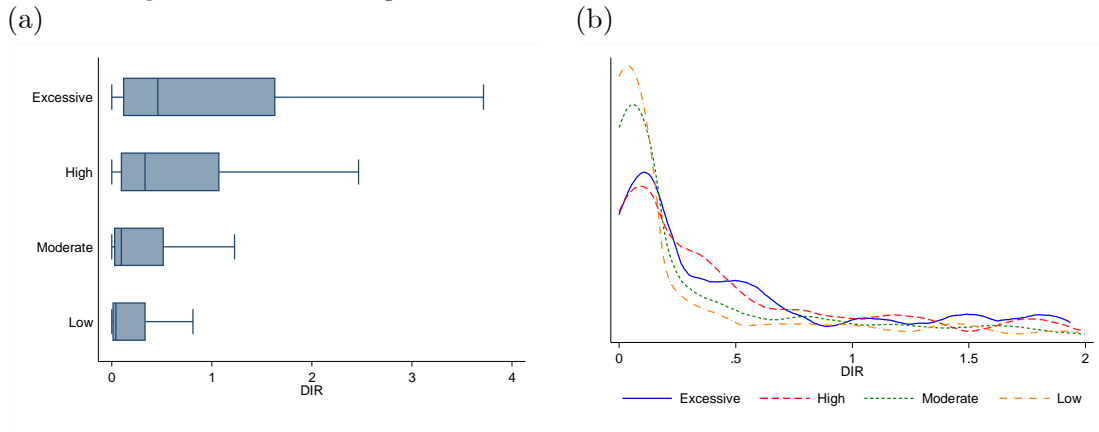 (a)
Excessive
High
Moderate
Low
0 1 2 3 4
DIR
(b)
0 .5 1 1.5 2
DIR
Excessive High Moderate Low